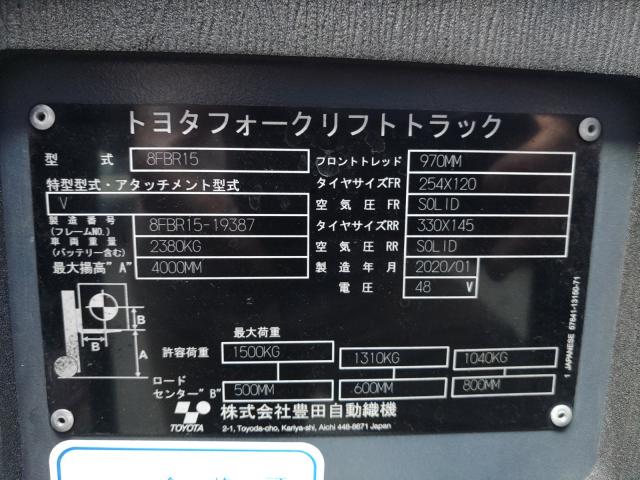 トヨタフォークリフトトラック
型 式 8FBR15 フロントトレッド 970MM
特型型式・アタッチメント型式 タイヤサイズFR 254X120
V 空 気 圧 FR SOLID
製 造 番 号 (フレームNO.) 8FBR15-19387 タイヤサイズRR 330X145
車 両 重 量 (バッテリー含む) 2380KG 空 気 圧 RR SOLID
最大揚高"A" 4000MM 製 造 年 月 2020/01
電 圧 48 V
B
B
A
最大荷重
許容荷重 1500KG 1310KG 1040KG
ロード
センター"B" 500MM 600MM 800MM
TOYOTA 株式会社豊田自動織機
2-1, Toyoda-cho, Kariya-shi, Aichi 448-8671 Japan
1 JAPANESE 57841-13150-71